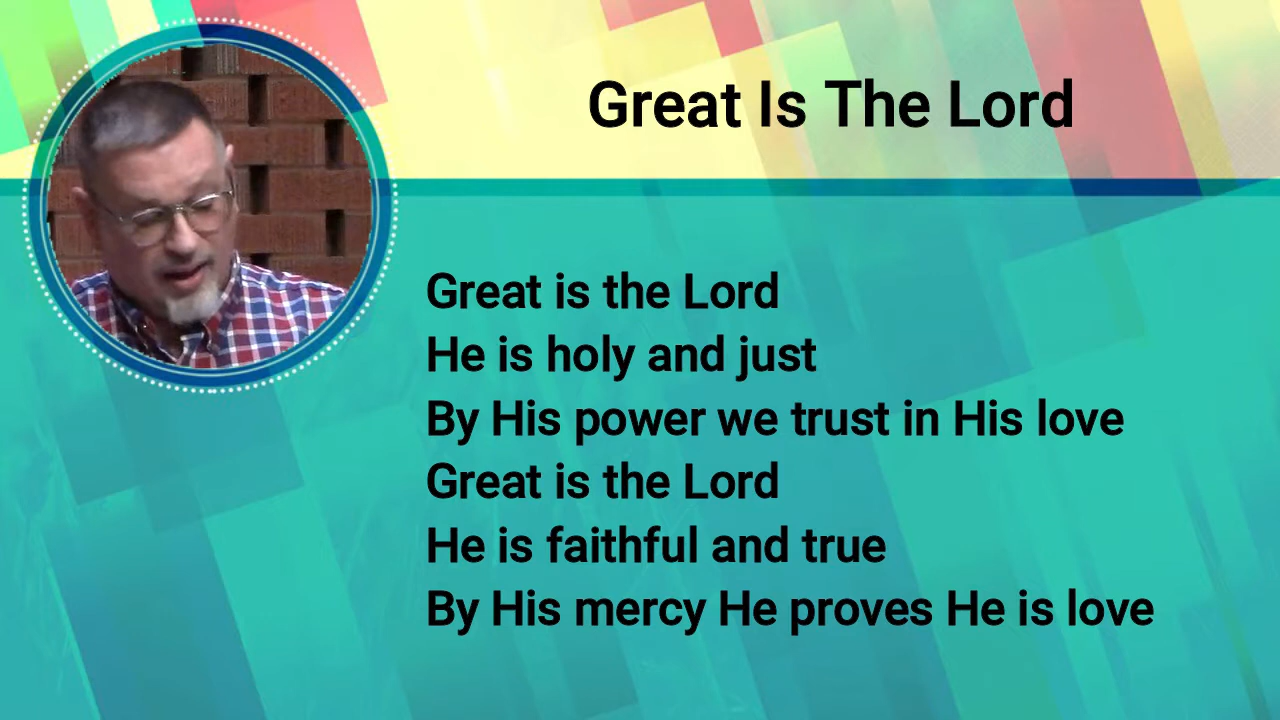 Great Is The Lord
Great is the Lord
He is holy and just
By His power we trust in His love
Great is the Lord
He is faithful and true
By His mercy He proves He is love